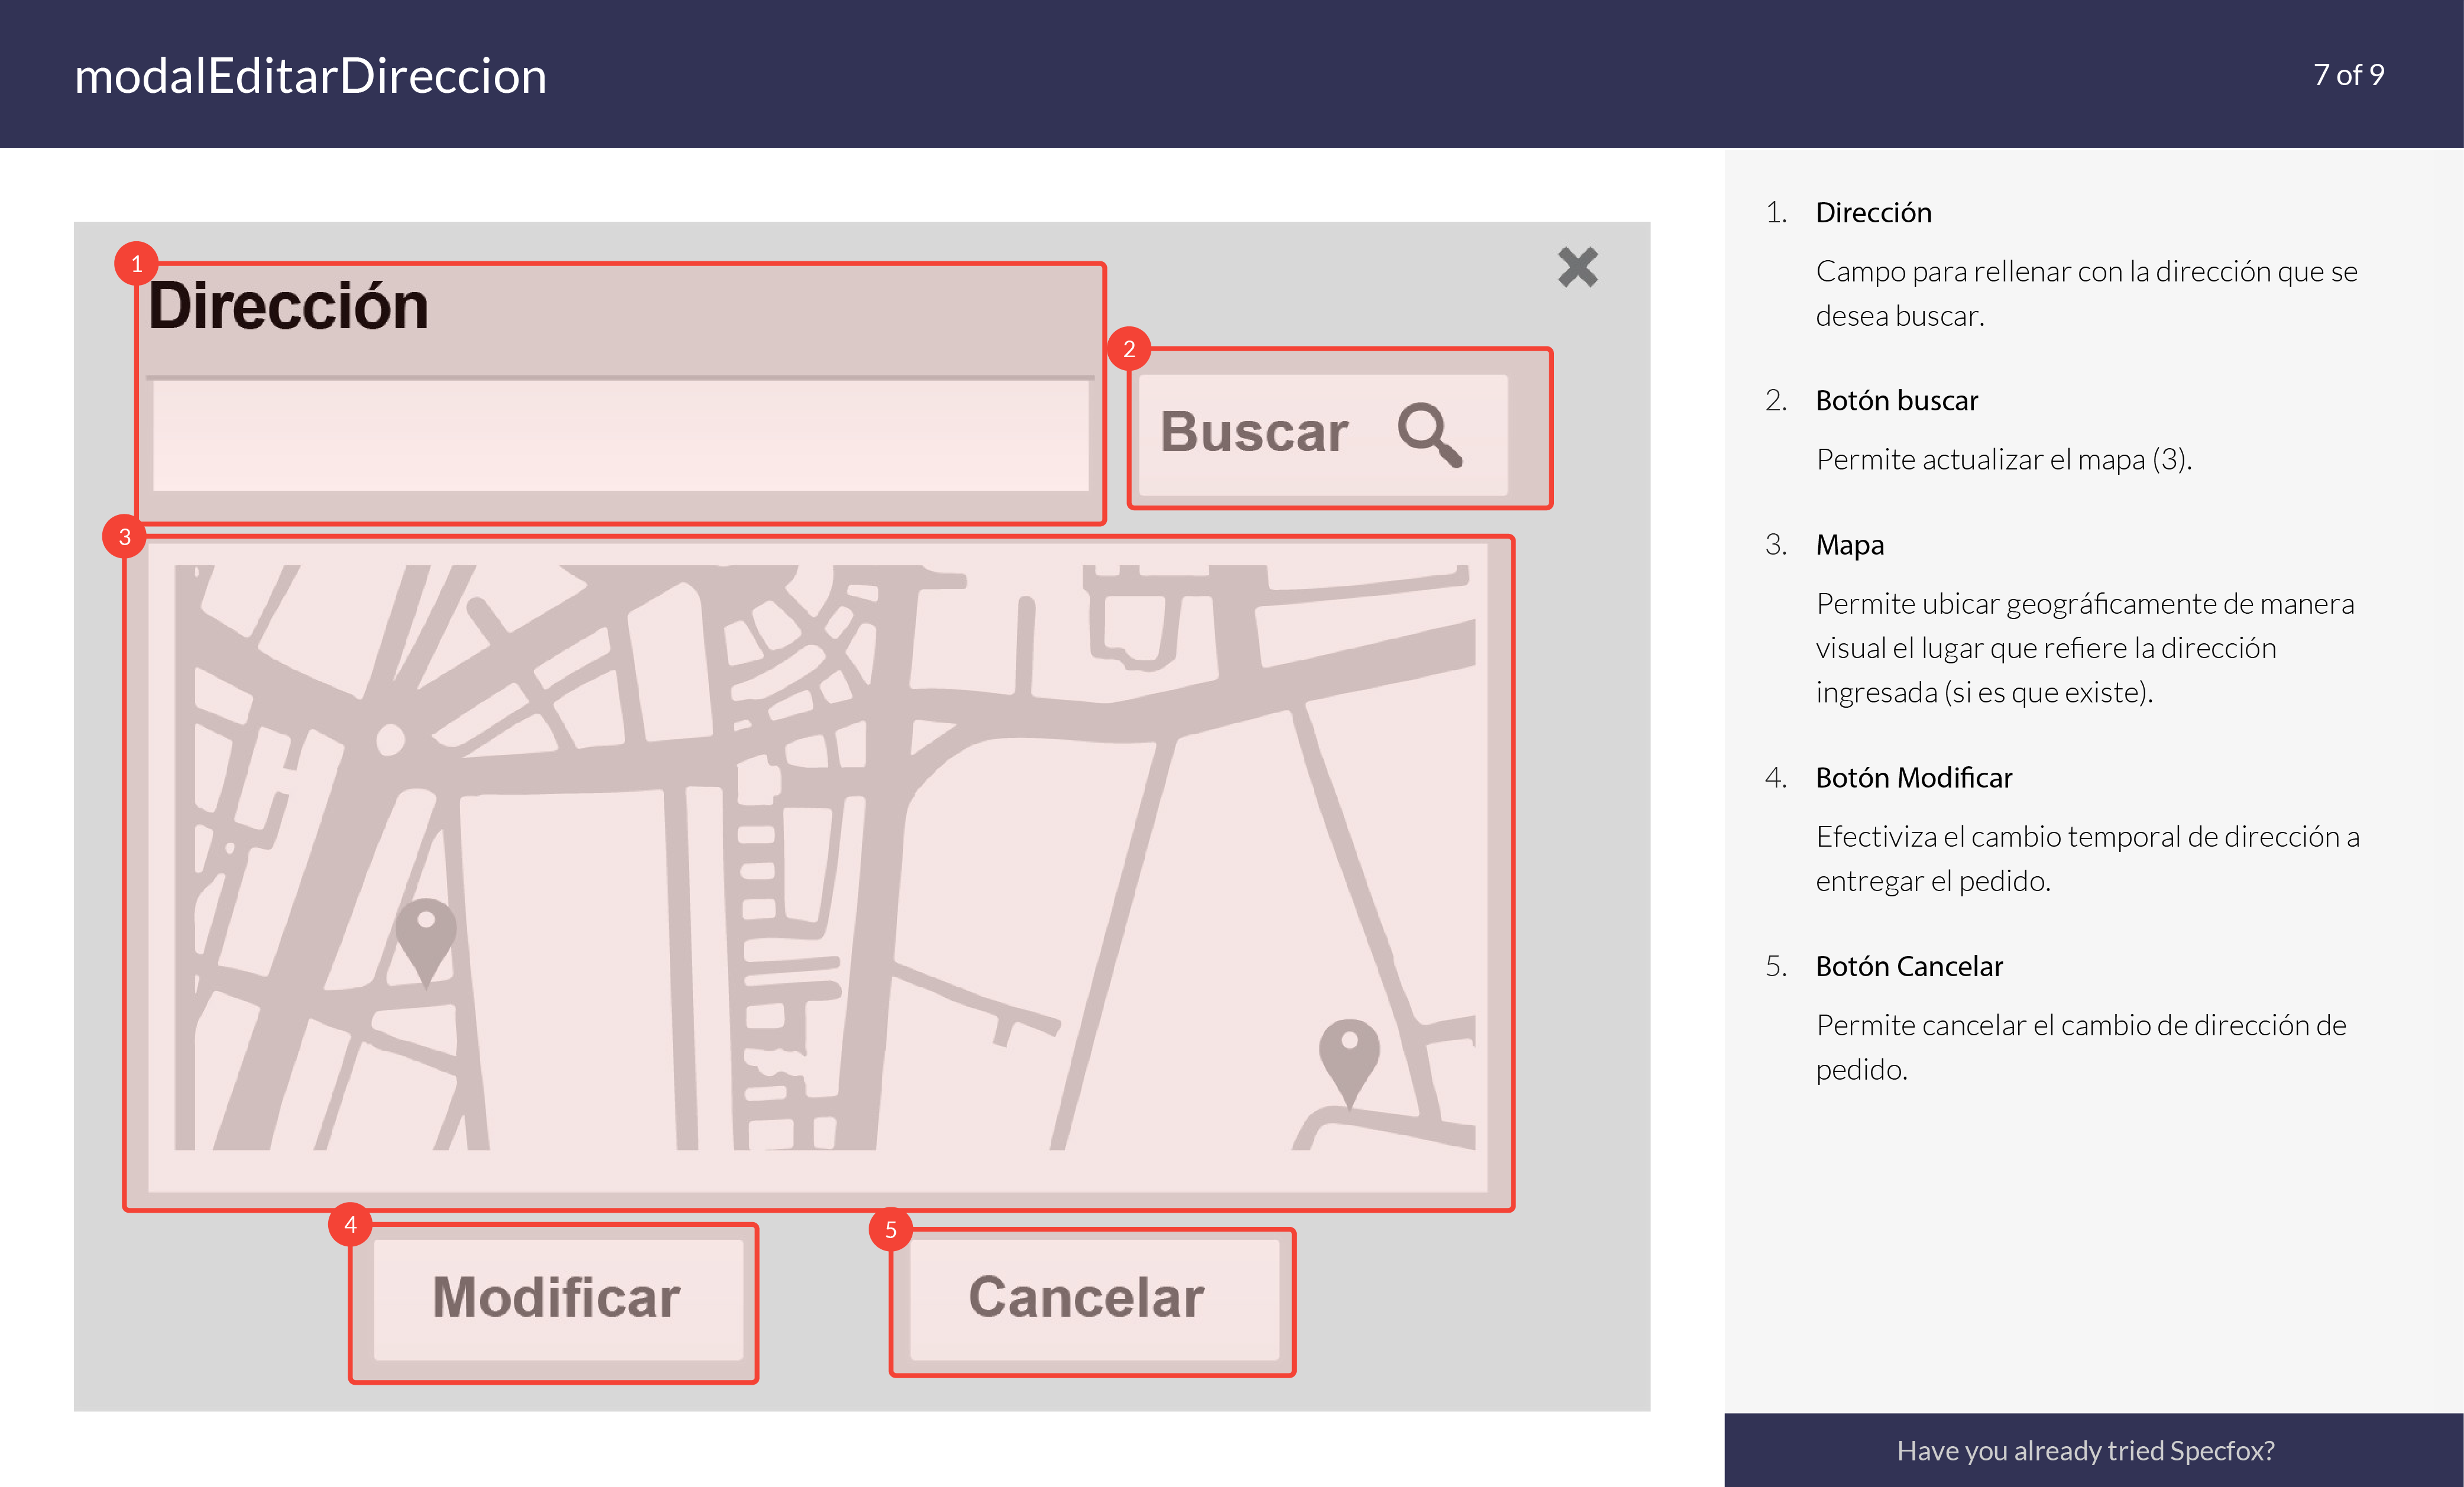 modalEditarDireccion
7 of 9
1
Dirección
2
Buscar
3
4
Modificar
5
Cancelar
1. Dirección
Campo para rellenar con la dirección que se
desea buscar.
2. Botón buscar
Permite actualizar el mapa (3).
3. Mapa
Permite ubicar geográficamente de manera
visual el lugar que refiere la dirección
ingresada (si es que existe).
4. Botón Modificar
Efectiviza el cambio temporal de dirección a
entregar el pedido.
5. Botón Cancelar
Permite cancelar el cambio de dirección de
pedido.
Have you already tried Specfox?